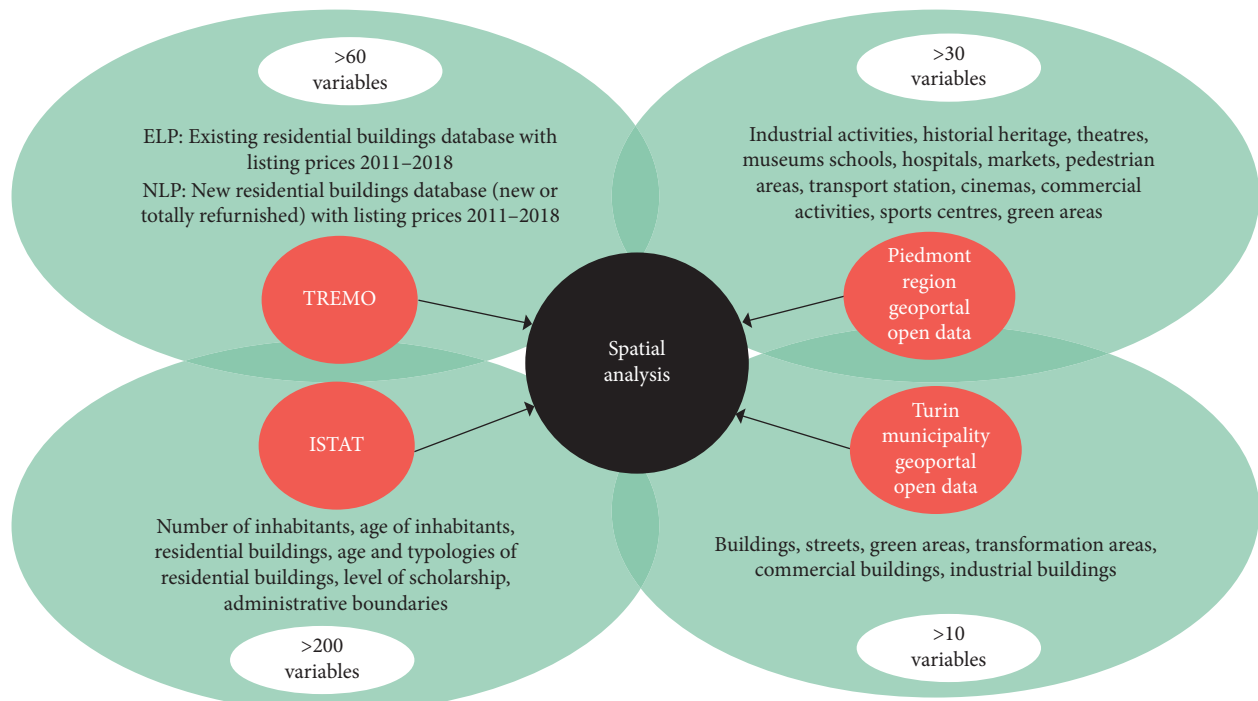 >60
variables
ELP: Existing residential buildings database with
listing prices 2011–2018
NLP: New residential buildings database (new or
totally refurnished) with listing prices 2011–2018
TREMO
>30
variables
Industrial activities, historial heritage, theatres,
museums schools, hospitals, markets, pedestrian
areas, transport station, cinemas, commercial
activities, sports centres, green areas
Piedmont
region
geoportal
open data
Spatial
analysis
ISTAT
Number of inhabitants, age of inhabitants,
residential buildings, age and typologies of
residential buildings, level of scholarship,
administrative boundaries
>200
variables
Turin
municipality
geoportal
open data
Buildings, streets, green areas, transformation areas,
commercial buildings, industrial buildings
>10
variables